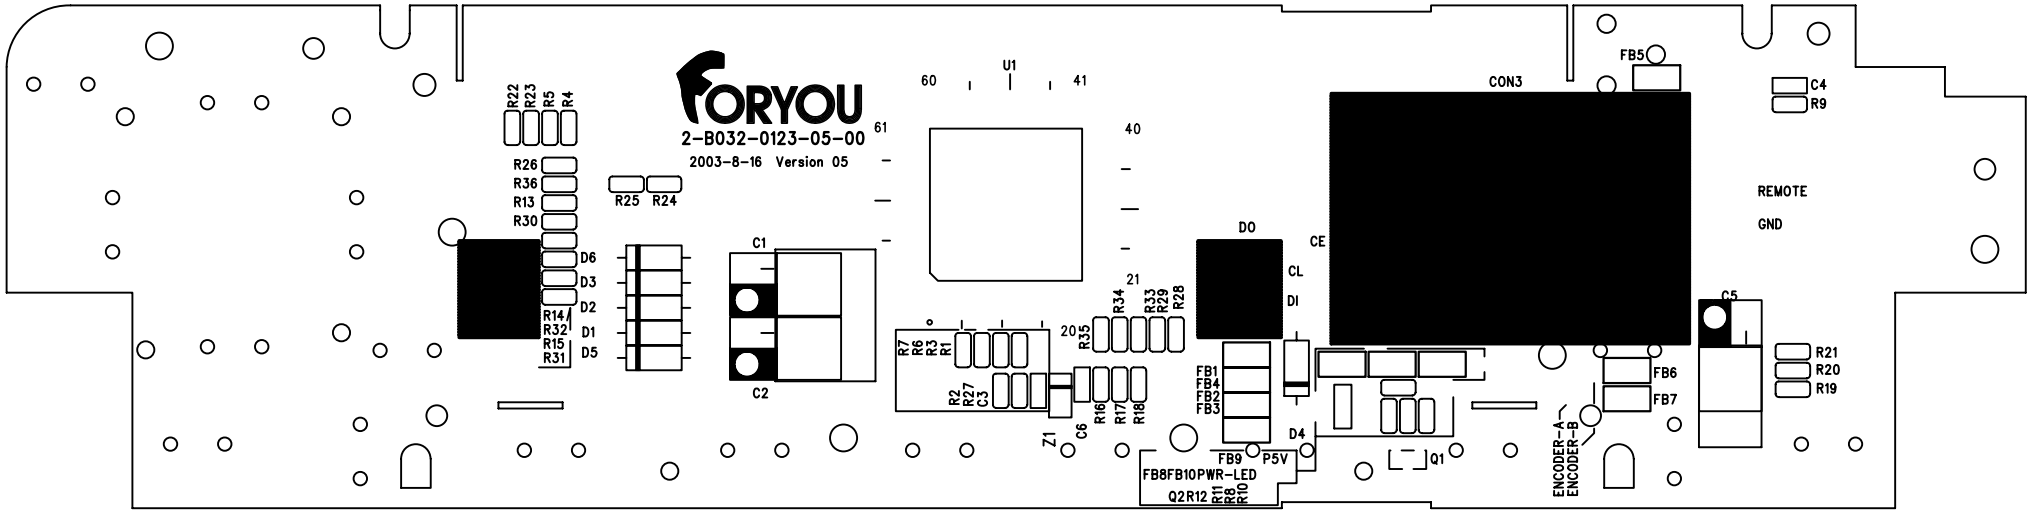 FORYOU
2-B032-0123-05-00
2003-8-16 Version 05
R22
R23
R5
R4
R26
R36
R13
R30
R25
R24
D6
D3
D2
D1
D5
R14/
R32
R15
R31
C1
C2
60
U1
41
61
40
21
20
R7
R6
R3
R1
R2
R27
C3
Z1
C6
R35
R34
R33
R29
R28
R16
R17
R18
DO
CE
CL
DI
CON3
FB5
C4
R9
REMOTE
GND
C5
FB1
FB4
FB2
FB3
D4
FB9
P5V
FB8FB10PWR-LED
Q2R12
R11
R8
R10
Q1
FB6
FB7
ENCODER-A
ENCODER-B
R21
R20
R19